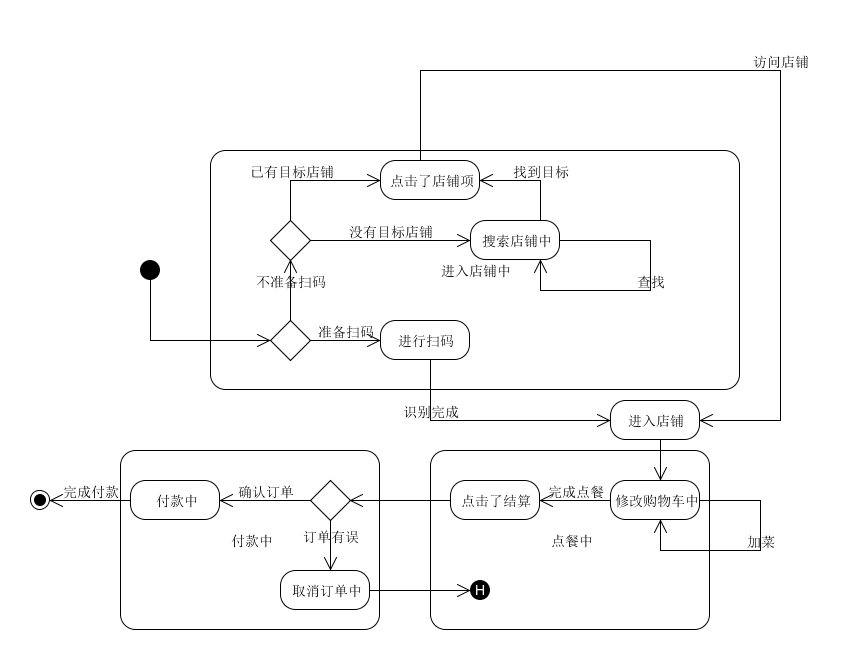 访问店铺
已有目标店铺
点击了店铺项
找到目标
没有目标店铺
搜索店铺中
进入店铺中
查找
不准备扫码
准备扫码
进行扫码
识别完成
进入店铺
完成付款
付款中
确认订单
点击了结算
完成点餐
修改购物车中
付款中
订单有误
点餐中
加菜
取消订单中
H